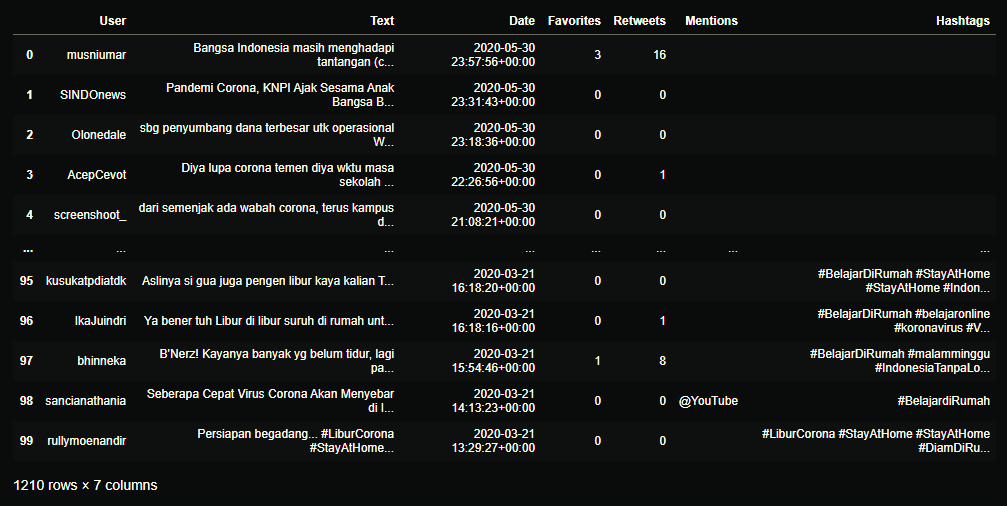 User Text Date Favorites Retweets Mentions Hashtags
0 musniumar Bangsa Indonesia masih menghadapi tantangan (c... 2020-05-30 23:57:56+00:00 3 16
1 SINDOnews Pandemi Corona, KNPI Ajak Sesama Anak Bangsa B... 2020-05-30 23:31:43+00:00 0 0
2 Olonedale sbg penyumbang dana terbesar utk operasional W... 2020-05-30 23:18:36+00:00 0 0
3 AcepCevot Diya lupa corona temen diya wktu masa sekolah ... 2020-05-30 22:26:56+00:00 0 1
4 screenshoot_ dari semenjak ada wabah corona, terus kampus d... 2020-05-30 21:08:21+00:00 0 0
... ... ... ... ... ... ... ...
95 kusukatpdiatdk Aslinya si gua juga pengen libur kaya kalian T... 2020-03-21 16:18:20+00:00 0 0 #BelajarDiRumah #StayAtHome #StayAtHome #Indon...
96 IkaJuindri Ya bener tuh Libur di libur suruh di rumah unt... 2020-03-21 16:18:16+00:00 0 1 #BelajarDiRumah #belajaronline #koronavirus #V...
97 bhinneka B'Nerz! Kayanya banyak yg belum tidur, lagi pa... 2020-03-21 15:54:46+00:00 1 8 #BelajarDiRumah #malamminggu #IndonesiaTanpaLo...
98 sancianathania Seberapa Cepat Virus Corona Akan Menyebar di I... 2020-03-21 14:13:23+00:00 0 0 @YouTube #BelajardiRumah
99 rullymoenandir Persiapan begadang... #LiburCorona #StayAtHome... 2020-03-21 13:29:27+00:00 0 0 #LiburCorona #StayAtHome #StayAtHome #DiamDiRu...
1210 rows × 7 columns